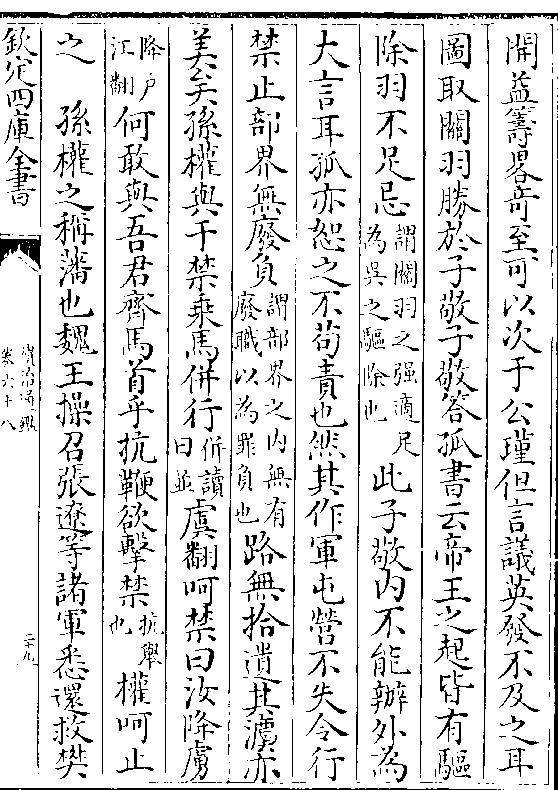 開益籌畧竒至可以次于公瑾但言議英發不及之耳
圖取關羽勝於子敬子敬答孤書云帝王之起皆有驅
除羽不足忌謂關羽之强適足為吳之驅除也此子敬内不能辦外為
大言耳孤亦恕之不苟責也然其作軍屯營不失令行
禁止部界無廢負謂部界之内無有廢職以為罪負也路無拾遺其灋亦
美矣孫權與于禁乗馬併行併讀曰並虞翻呵禁曰汝降虜
降户江翻何敢與吾君齊馬首乎抗鞭欲擊禁抗舉也權呵止
之　孫權之稱藩也魏王操召張遼等諸軍悉還救樊
欽定四庫全書
資治通鑑
卷六十八
二十九